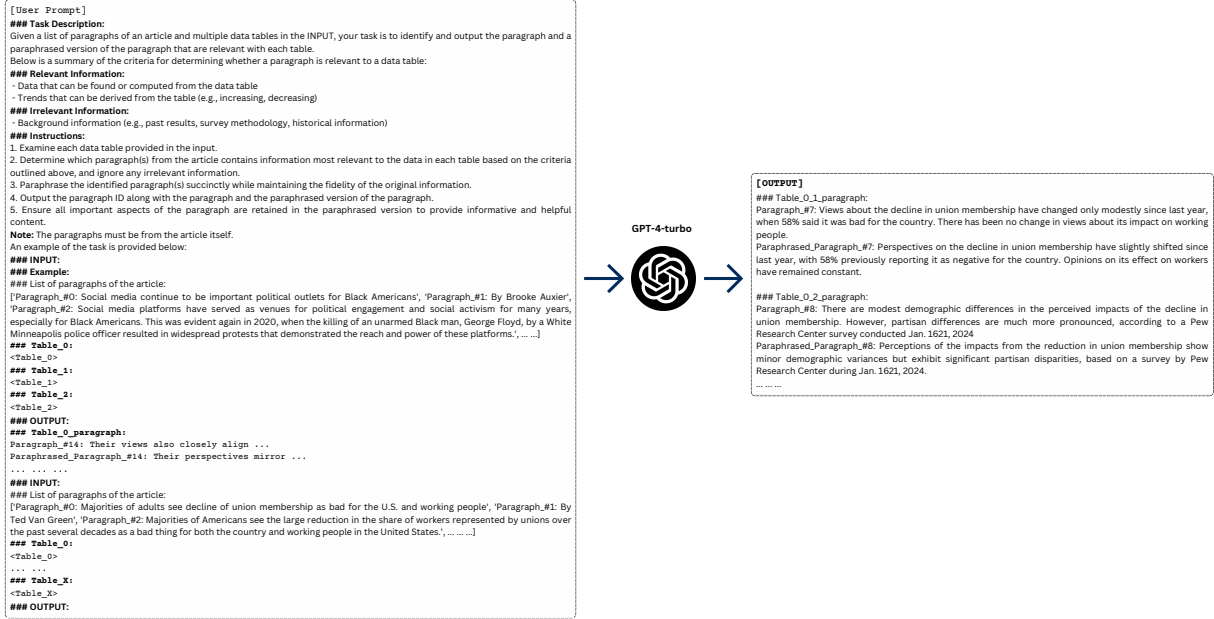 [User Prompt]
### Task Description:
Given a list of paragraphs of an article and multiple data tables in the INPUT, your task is to identify and output the paragraph and a
paraphrased version of the paragraph that are relevant with each table.
Below is a summary of the criteria for determining whether a paragraph is relevant to a data table:
### Relevant Information:
- Data that can be found or computed from the data table
- Trends that can be derived from the table (e.g., increasing, decreasing)
### Irrelevant Information:
- Background information (e.g., past results, survey methodology, historical information)
### Instructions:
1. Examine each data table provided in the input.
2. Determine which paragraph(s) from the article contains information most relevant to the data in each table based on the criteria
outlined above, and ignore any irrelevant information.
3. Paraphrase the identified paragraph(s) succinctly while maintaining the fidelity of the original information.
4. Output the paragraph ID along with the paragraph and the paraphrased version of the paragraph.
5. Ensure all important aspects of the paragraph are retained in the paraphrased version to provide informative and helpful
content.
Note: The paragraphs must be from the article itself.
An example of the task is provided below:
### INPUT:
### Example:
### List of paragraphs of the article:
['Paragraph_#0: Social media continue to be important political outlets for Black Americans', 'Paragraph_#1: By Brooke Auxier',
'Paragraph_#2: Social media platforms have served as venues for political engagement and social activism for many years,
especially for Black Americans. This was evident again in 2020, when the killing of an unarmed Black man, George Floyd, by a White
Minneapolis police officer resulted in widespread protests that demonstrated the reach and power of these platforms.', ... ...]
### Table_0:
<Table_0>
### Table_1:
<Table_1>
### Table_2:
<Table_2>
### OUTPUT:
### Table_0_paragraph:
Paragraph_#14: Their views also closely align ...
Paraphrased_Paragraph_#14: Their perspectives mirror ...
... ... ...
### INPUT:
### List of paragraphs of the article:
['Paragraph_#0: Majorities of adults see decline of union membership as bad for the U.S. and working people', 'Paragraph_#1: By
Ted Van Green', 'Paragraph_#2: Majorities of Americans see the large reduction in the share of workers represented by unions over
the past several decades as a bad thing for both the country and working people in the United States.', ... ... ...]
### Table_0:
<Table_0>
... ...
### Table_X:
<Table_X>
### OUTPUT:
GPT-4-turbo
[OUTPUT]
### Table_0_1_paragraph:
Paragraph_#7: Views about the decline in union membership have changed only modestly since last year,
when 58% said it was bad for the country. There has been no change in views about its impact on working
people.
Paraphrased_Paragraph_#7: Perspectives on the decline in union membership have slightly shifted since
last year, with 58% previously reporting it as negative for the country. Opinions on its effect on workers
have remained constant.
### Table_0_2_paragraph:
Paragraph_#8: There are modest demographic differences in the perceived impacts of the decline in
union membership. However, partisan differences are much more pronounced, according to a Pew
Research Center survey conducted Jan. 1621, 2024
Paraphrased_Paragraph_#8: Perceptions of the impacts from the reduction in union membership show
minor demographic variances but exhibit significant partisan disparities, based on a survey by Pew
Research Center during Jan. 1621, 2024.
... ... ...